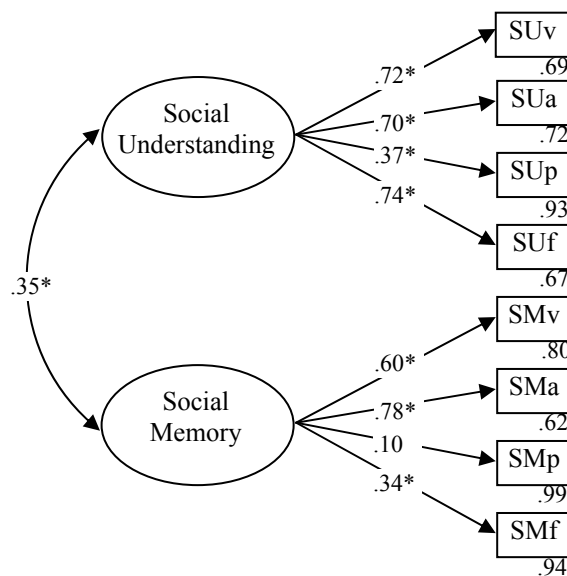 SUv
.69
.72*
Social
Understanding
SUa
.72
.70*
.37*
SUp
.93
.74*
SUf
.67
.35*
SMv
.80
.60*
Social
Memory
SMa
.62
.78*
.10
SMp
.99
.34*
SMf
.94